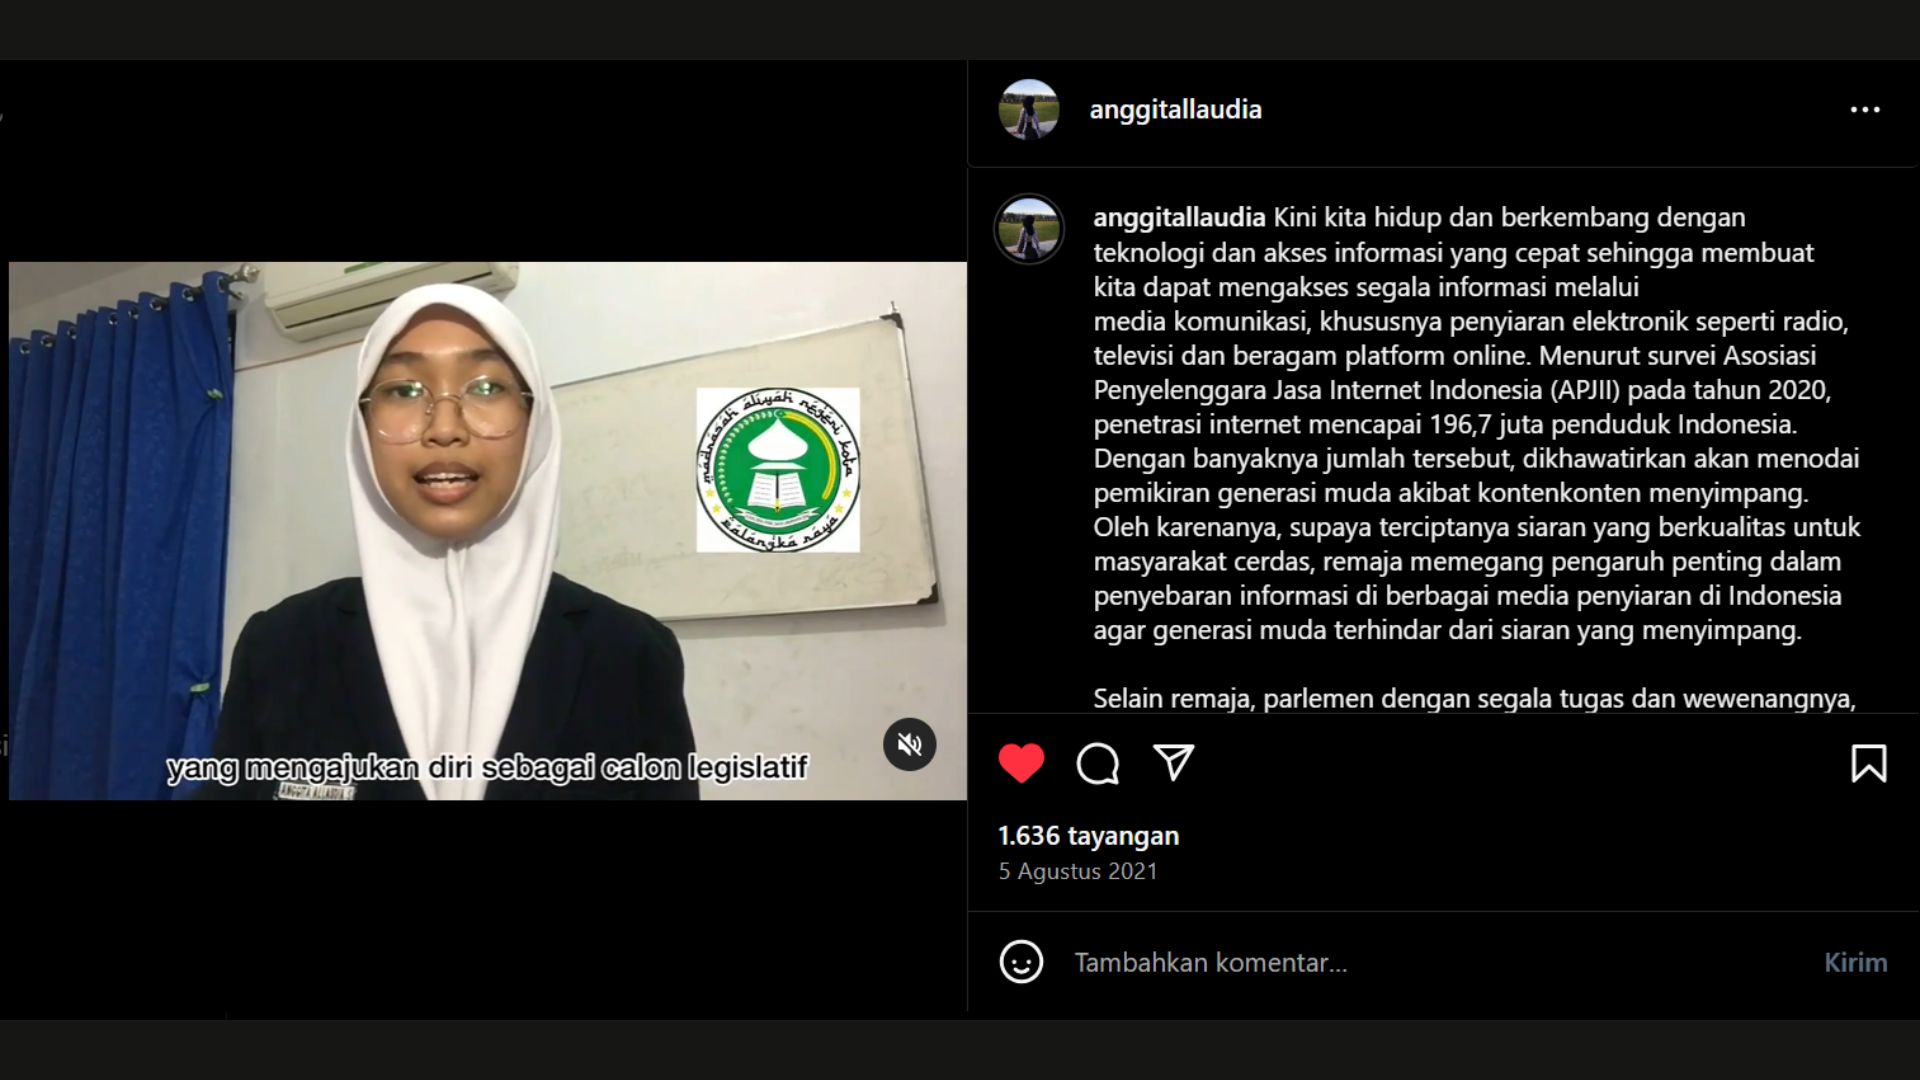 madrasah aliyah negeri kota
palangka raya
yang mengajukan diri sebagai calon legislatif
ANGGITA ALLAUDIA S
anggitallaudia
anggitallaudia Kini kita hidup dan berkembang dengan
teknologi dan akses informasi yang cepat sehingga membuat
kita dapat mengakses segala informasi melalui
media komunikasi, khususnya penyiaran elektronik seperti radio,
televisi dan beragam platform online. Menurut survei Asosiasi
Penyelenggara Jasa Internet Indonesia (APJII) pada tahun 2020,
penetrasi internet mencapai 196,7 juta penduduk Indonesia.
Dengan banyaknya jumlah tersebut, dikhawatirkan akan menodai
pemikiran generasi muda akibat kontenkonten menyimpang.
Oleh karenanya, supaya terciptanya siaran yang berkualitas untuk
masyarakat cerdas, remaja memegang pengaruh penting dalam
penyebaran informasi di berbagai media penyiaran di Indonesia
agar generasi muda terhindar dari siaran yang menyimpang.
Selain remaja, parlemen dengan segala tugas dan wewenangnya,
1.636 tayangan
5 Agustus 2021
Tambahkan komentar...
Kirim